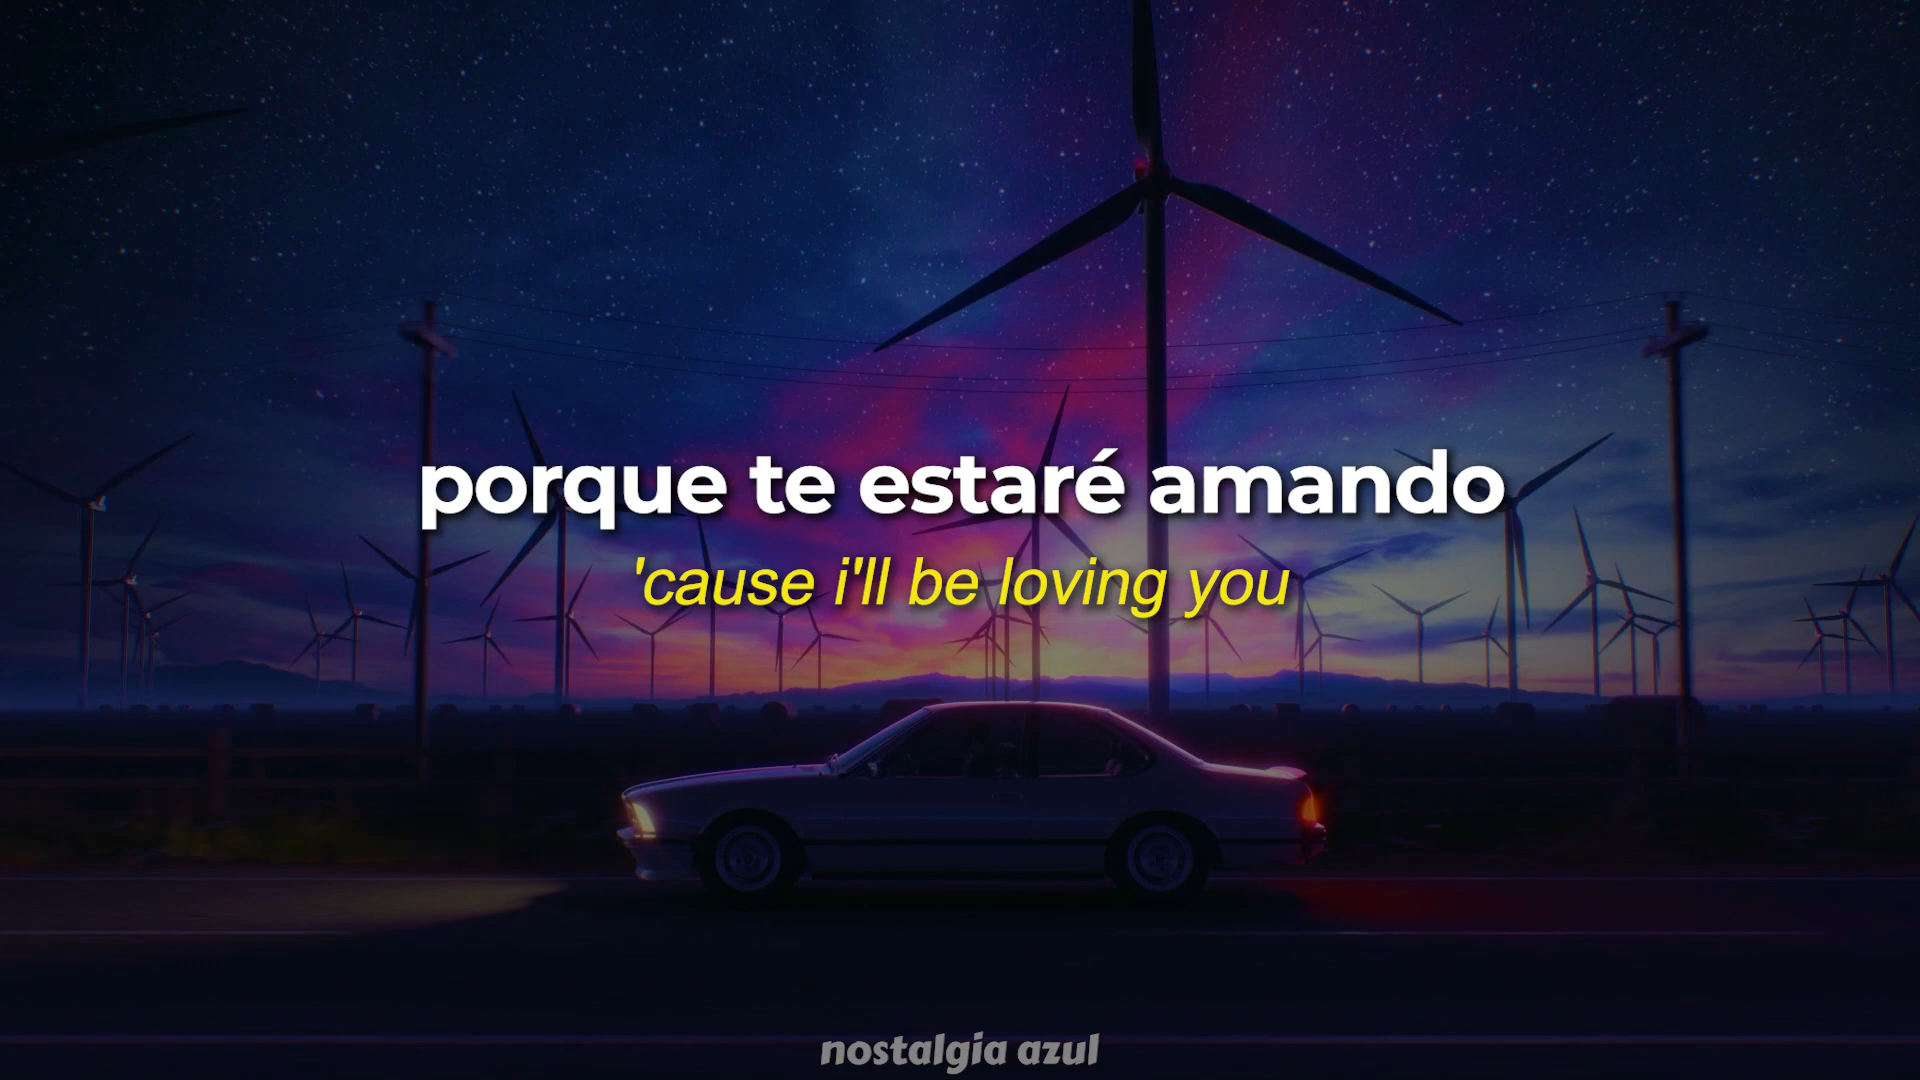 porque te estaré amando
'cause i'll be loving you
nostalgia azul